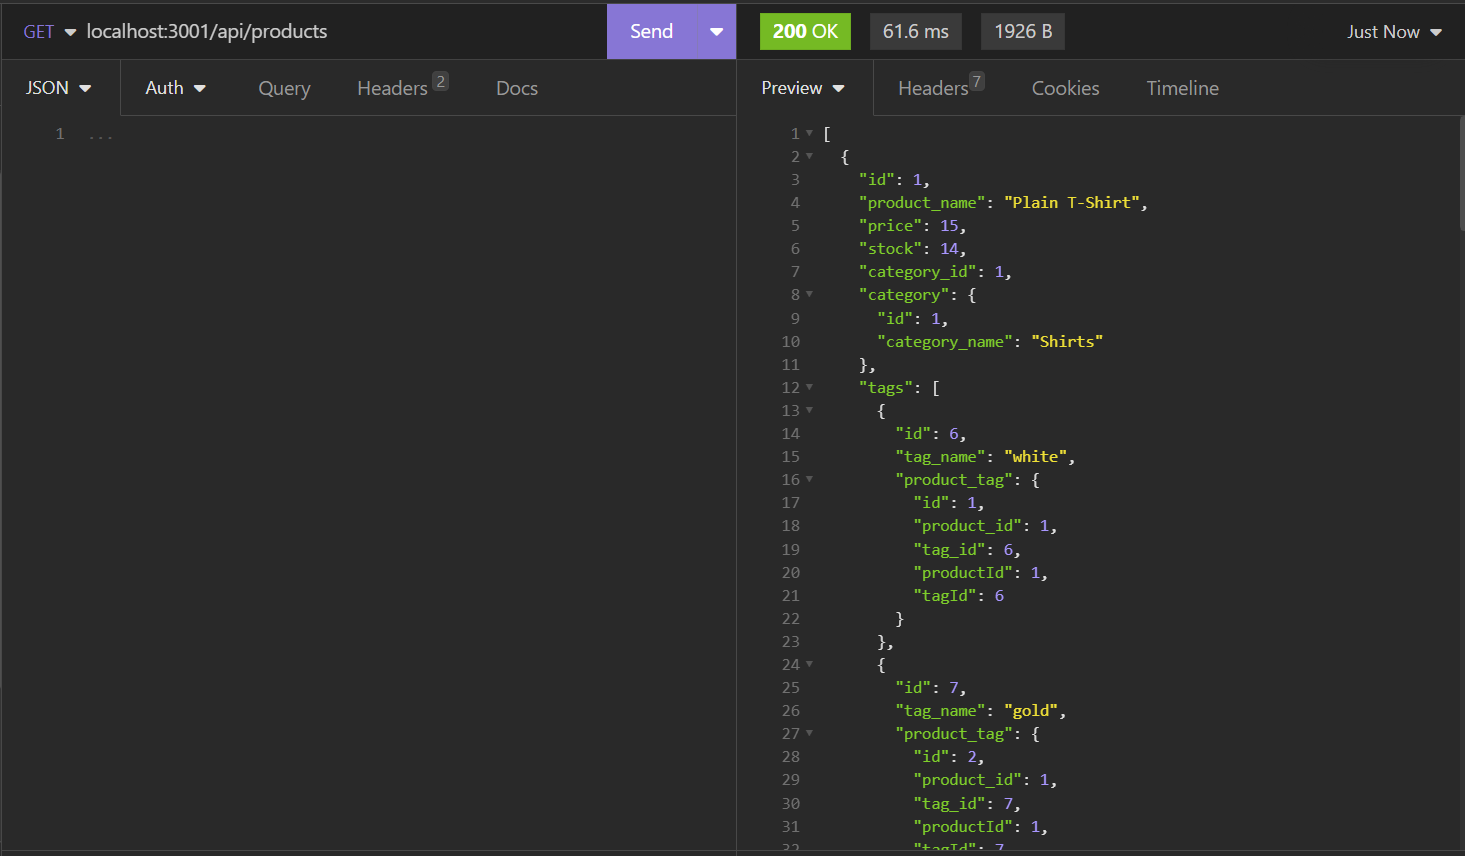 GET localhost:3001/api/products Send 200 OK 61.6 ms 1926 B Just Now
JSON Auth Query Headers 2 Docs Preview Headers 7 Cookies Timeline
1 ...
1 [
2 {
3 "id": 1,
4 "product_name": "Plain T-Shirt",
5 "price": 15,
6 "stock": 14,
7 "category_id": 1,
8 "category": {
9 "id": 1,
10 "category_name": "Shirts"
11 },
12 "tags": [
13 {
14 "id": 6,
15 "tag_name": "white",
16 "product_tag": {
17 "id": 1,
18 "product_id": 1,
19 "tag_id": 6,
20 "productId": 1,
21 "tagId": 6
22 }
23 },
24 {
25 "id": 7,
26 "tag_name": "gold",
27 "product_tag": {
28 "id": 2,
29 "product_id": 1,
30 "tag_id": 7,
31 "productId": 1,
32 "tagId": 7